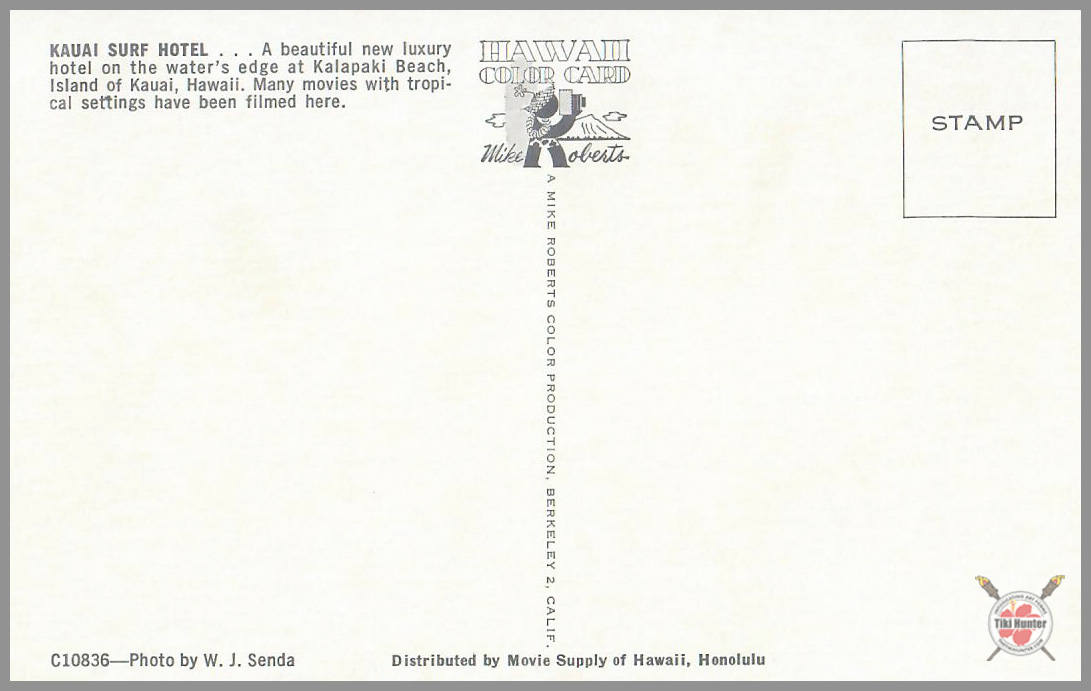 KAUAI SURF HOTEL . . . A beautiful new luxury
hotel on the water's edge at Kalapaki Beach,
Island of Kauai, Hawaii. Many movies with tropi-
cal settings have been filmed here.
HAWAII
COLOR CARD
Mike Roberts
STAMP
A MIKE ROBERTS COLOR PRODUCTION, BERKELEY 2, CALIF.
Tiki Hunter
C10836—Photo by W. J. Senda
Distributed by Movie Supply of Hawaii, Honolulu